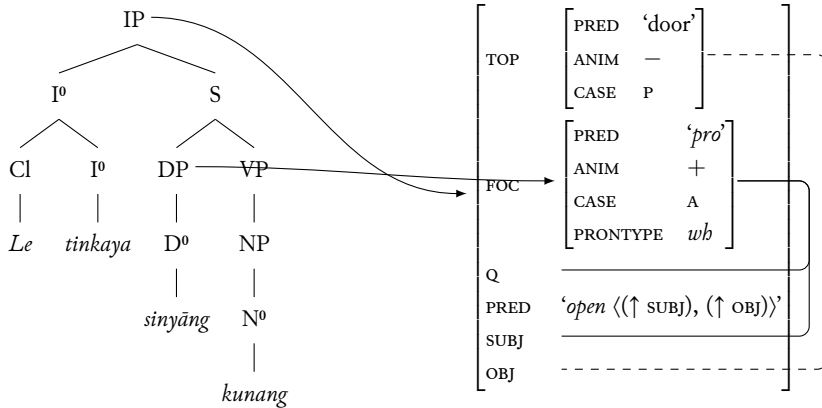 IP
I⁰ S
Cl I⁰ DP VP
Le tinkaya D⁰ NP
sinyāng N⁰
kunang
TOP
PRED ‘door’
ANIM −
CASE P
FOC
PRED ‘pro’
ANIM +
CASE A
PRONTYPE wh
Q
PRED ‘open ⟨(↑ SUBJ), (↑ OBJ)⟩’
SUBJ
OBJ